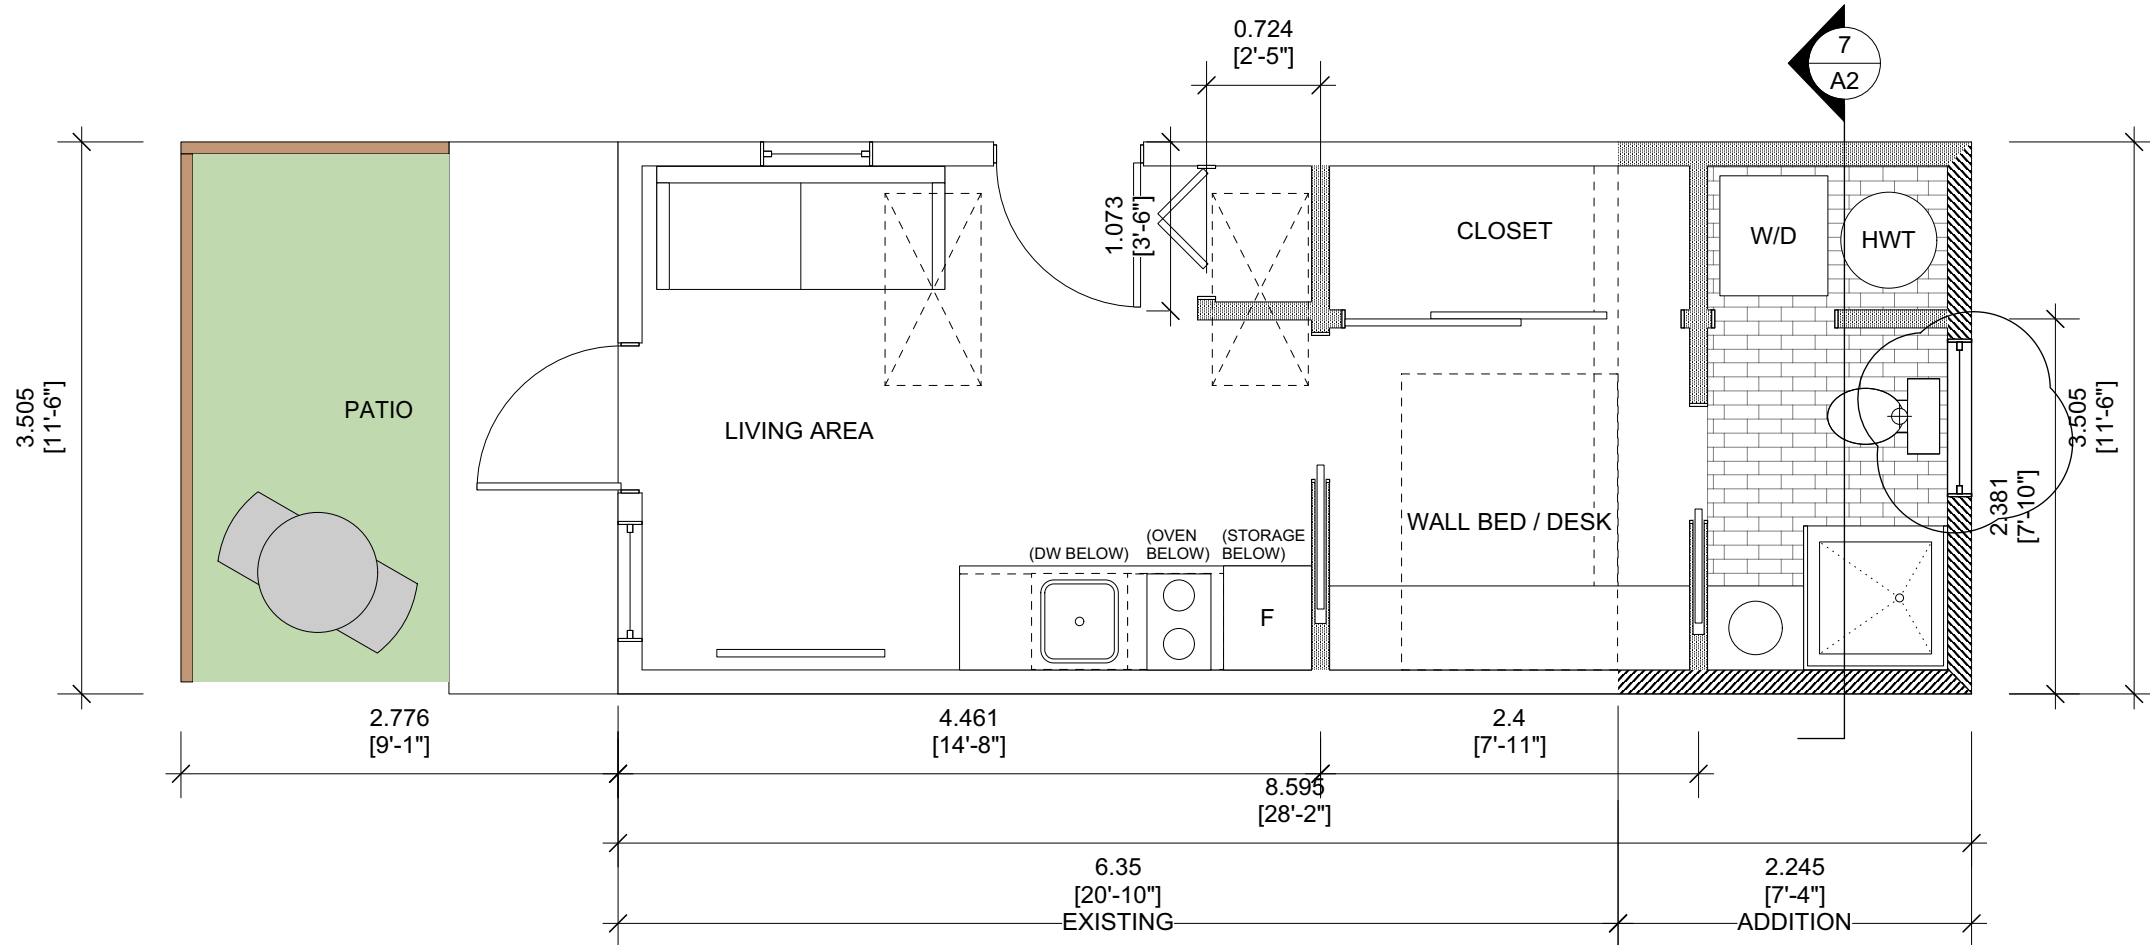 0.724
[2'-5"]
7
A2
1.073
[3'-6"]
CLOSET
W/D
HWT
3.505
[11'-6"]
PATIO
LIVING AREA
3.505
[11'-6"]
2.381
[7'-10"]
WALL BED / DESK
(DW BELOW)
(OVEN
BELOW)
(STORAGE
BELOW)
F
2.776
[9'-1"]
4.461
[14'-8"]
2.4
[7'-11"]
8.595
[28'-2"]
6.35
[20'-10"]
EXISTING
2.245
[7'-4"]
ADDITION